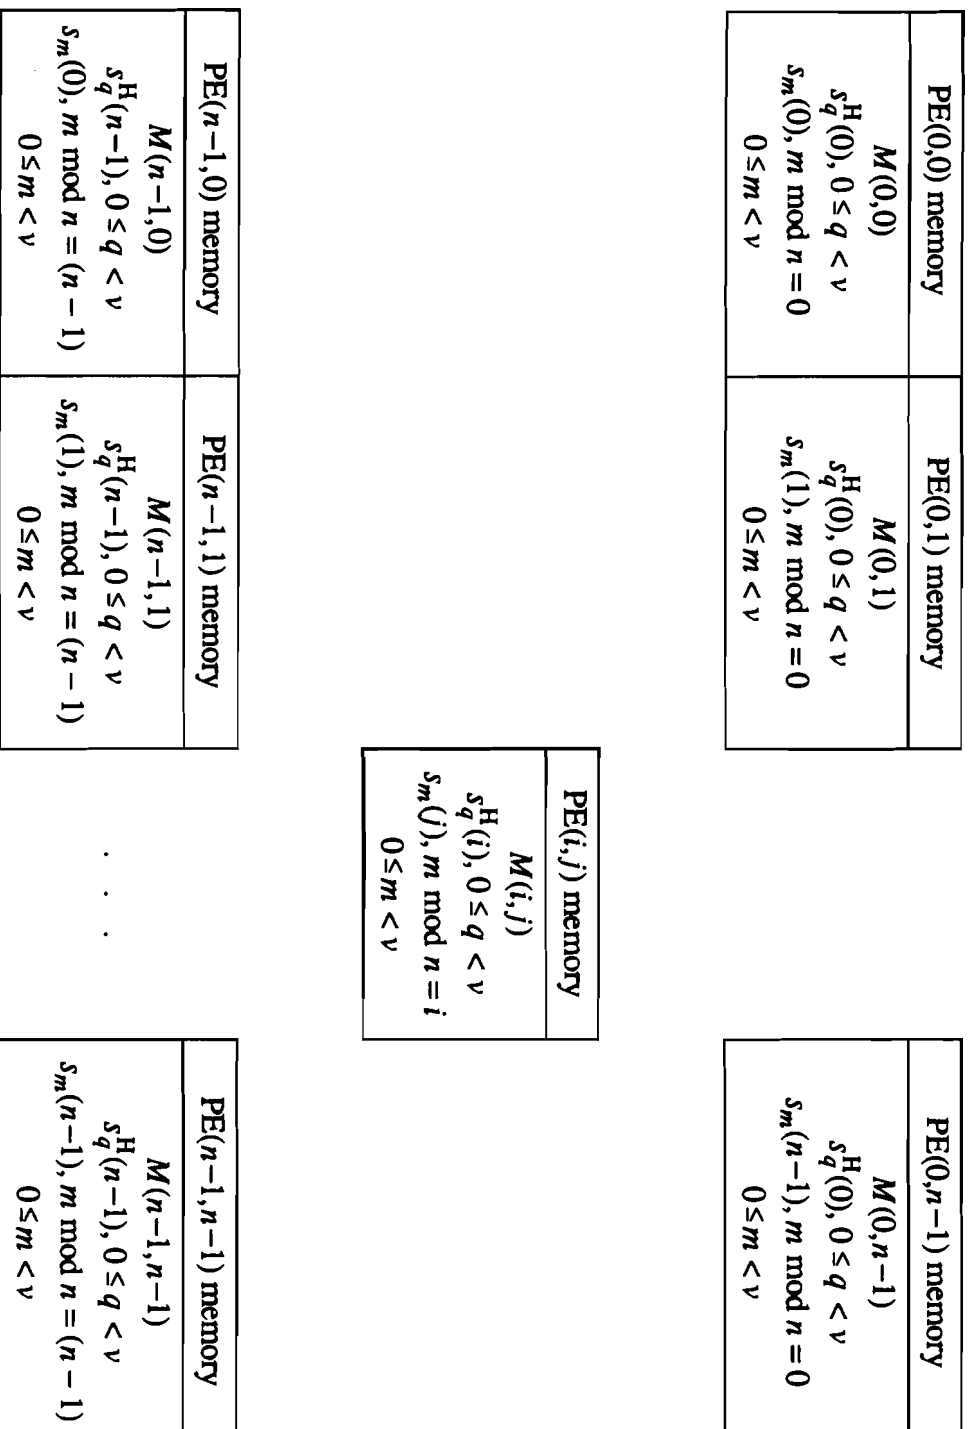 PE(0,0) memory
M(0,0)
s_q^H(0), 0 ≤ q < v
s_m(0), m mod n = 0
0 ≤ m < v
PE(0,1) memory
M(0,1)
s_q^H(0), 0 ≤ q < v
s_m(1), m mod n = 0
0 ≤ m < v
PE(0,n−1) memory
M(0,n−1)
s_q^H(0), 0 ≤ q < v
s_m(n−1), m mod n = 0
0 ≤ m < v
PE(i,j) memory
M(i,j)
s_q^H(i), 0 ≤ q < v
s_m(j), m mod n = i
0 ≤ m < v
PE(n−1,0) memory
M(n−1,0)
s_q^H(n−1), 0 ≤ q < v
s_m(0), m mod n = (n − 1)
0 ≤ m < v
PE(n−1,1) memory
M(n−1,1)
s_q^H(n−1), 0 ≤ q < v
s_m(1), m mod n = (n − 1)
0 ≤ m < v
. . .
PE(n−1,n−1) memory
M(n−1,n−1)
s_q^H(n−1), 0 ≤ q < v
s_m(n−1), m mod n = (n − 1)
0 ≤ m < v